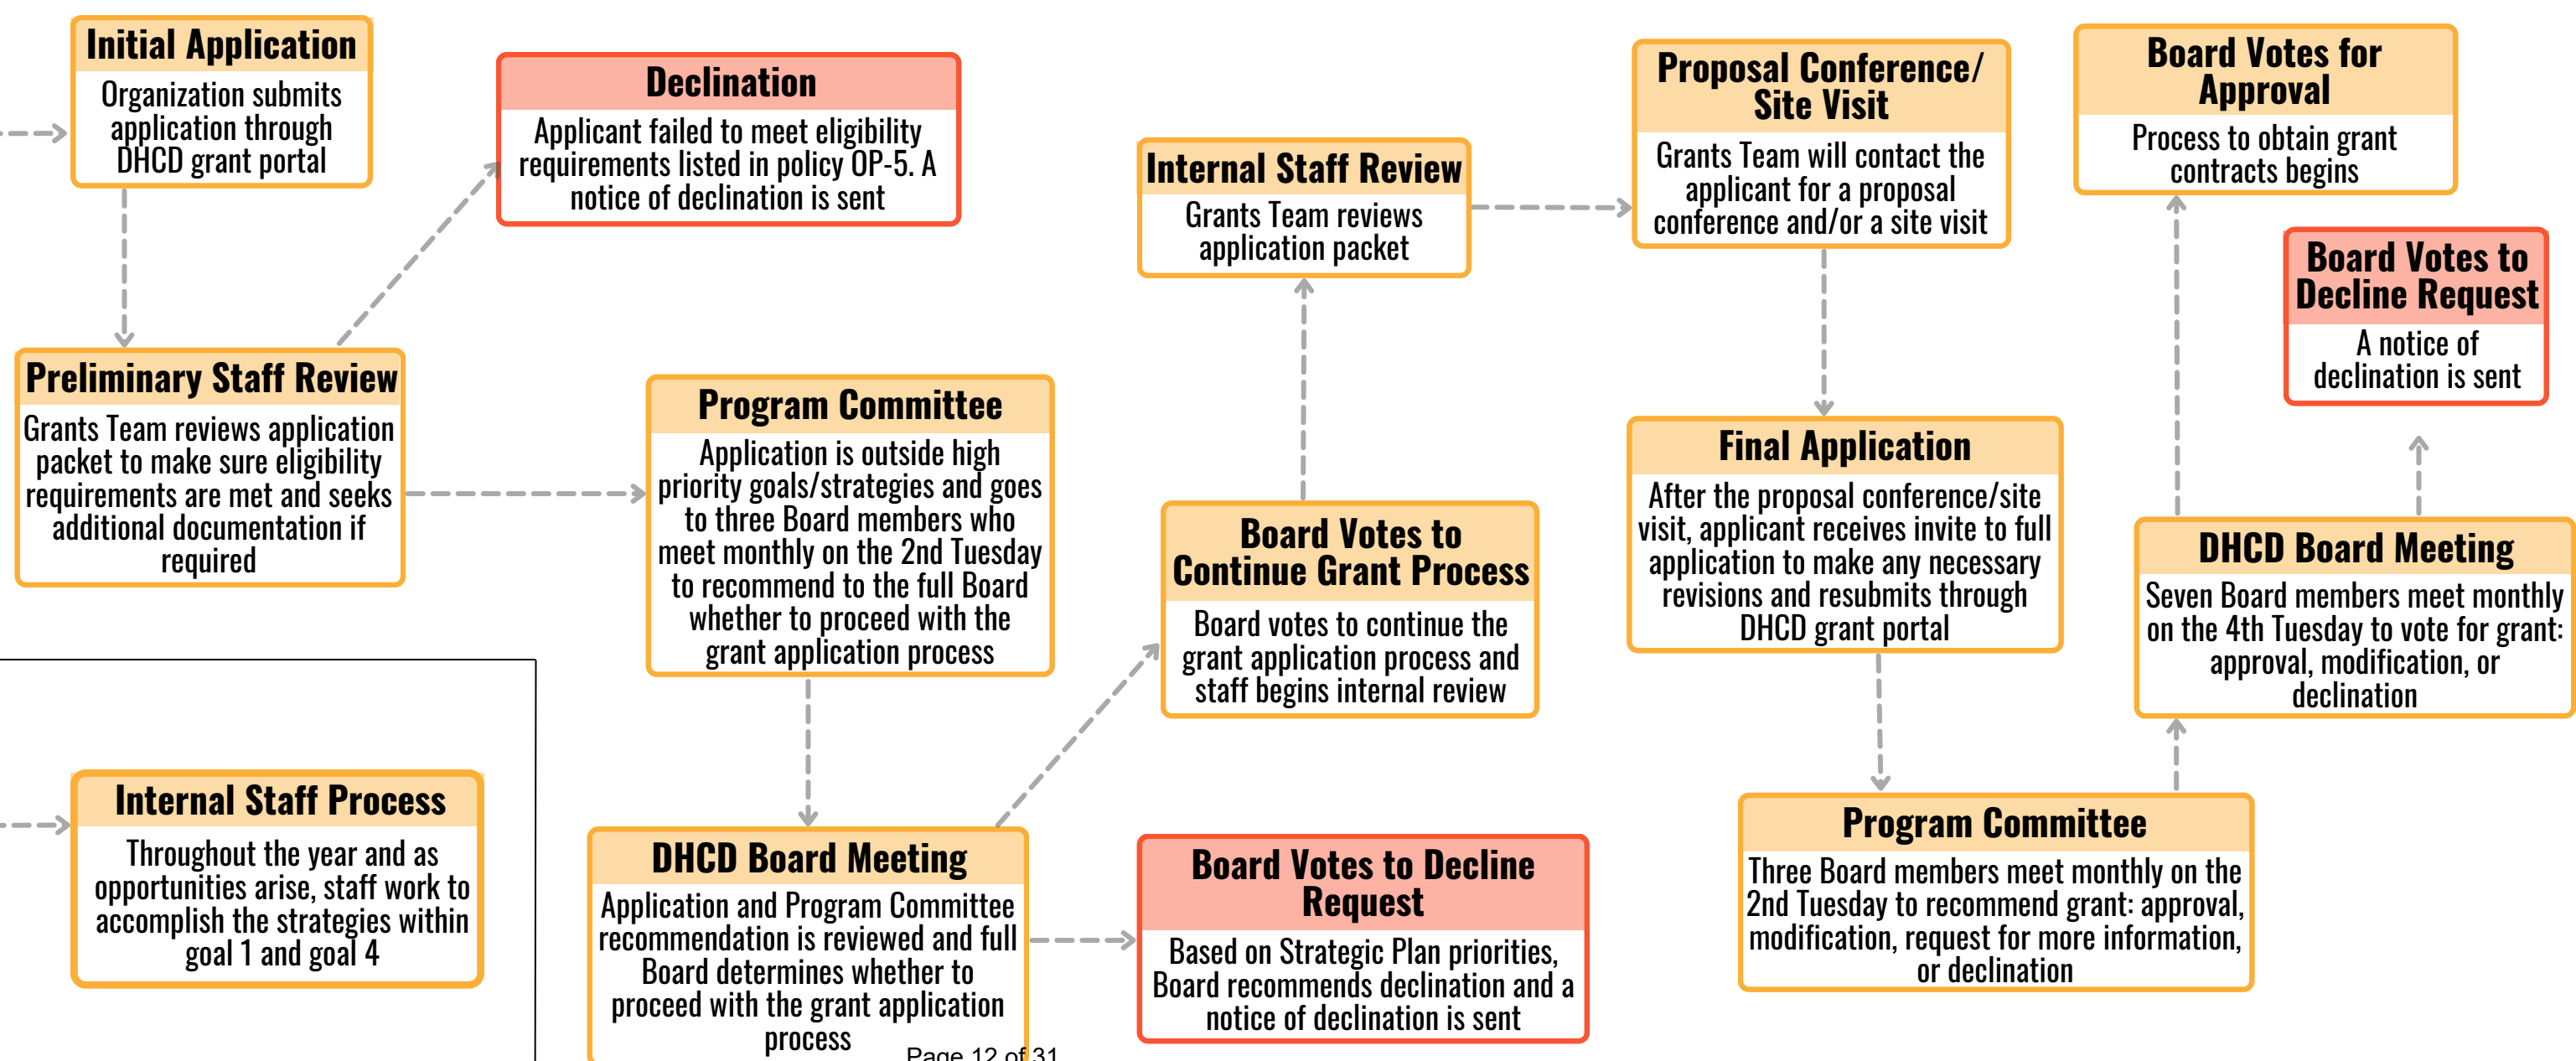 Initial Application
Organization submits
application through
DHCD grant portal
Declination
Applicant failed to meet eligibility
requirements listed in policy OP-5. A
notice of declination is sent
Preliminary Staff Review
Grants Team reviews application
packet to make sure eligibility
requirements are met and seeks
additional documentation if
required
Program Committee
Application is outside high
priority goals/strategies and goes
to three Board members who
meet monthly on the 2nd Tuesday
to recommend to the full Board
whether to proceed with the
grant application process
DHCD Board Meeting
Application and Program Committee
recommendation is reviewed and full
Board determines whether to
proceed with the grant application
process
Board Votes to Decline
Request
Based on Strategic Plan priorities,
Board recommends declination and a
notice of declination is sent
Board Votes to
Continue Grant Process
Board votes to continue the
grant application process and
staff begins internal review
Internal Staff Review
Grants Team reviews
application packet
Proposal Conference/
Site Visit
Grants Team will contact the
applicant for a proposal
conference and/or a site visit
Final Application
After the proposal conference/site
visit, applicant receives invite to full
application to make any necessary
revisions and resubmits through
DHCD grant portal
Program Committee
Three Board members meet monthly on the
2nd Tuesday to recommend grant: approval,
modification, request for more information,
or declination
DHCD Board Meeting
Seven Board members meet monthly
on the 4th Tuesday to vote for grant:
approval, modification, or
declination
Board Votes for
Approval
Process to obtain grant
contracts begins
Board Votes to
Decline Request
A notice of
declination is sent
Internal Staff Process
Throughout the year and as
opportunities arise, staff work to
accomplish the strategies within
goal 1 and goal 4
Page 12 of 31